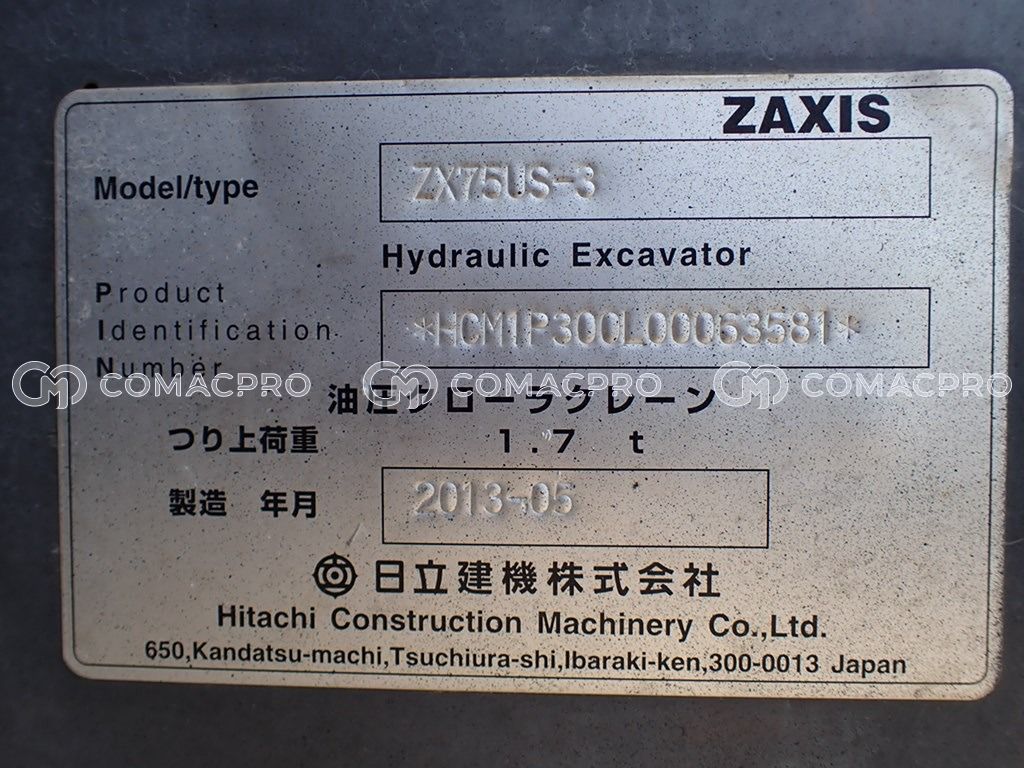 ZAXIS
Model/type ZX75US-3
Hydraulic Excavator
Product
Identification *HCM1P300L00063581*
Number
COMACPRO COMACPRO COMACPRO
油圧クローラクレーン
つり上荷重 1.7 t
製造 年月 2013-05
日立建機株式会社
Hitachi Construction Machinery Co.,Ltd.
650,Kandatsu-machi,Tsuchiura-shi,Ibaraki-ken,300-0013 Japan